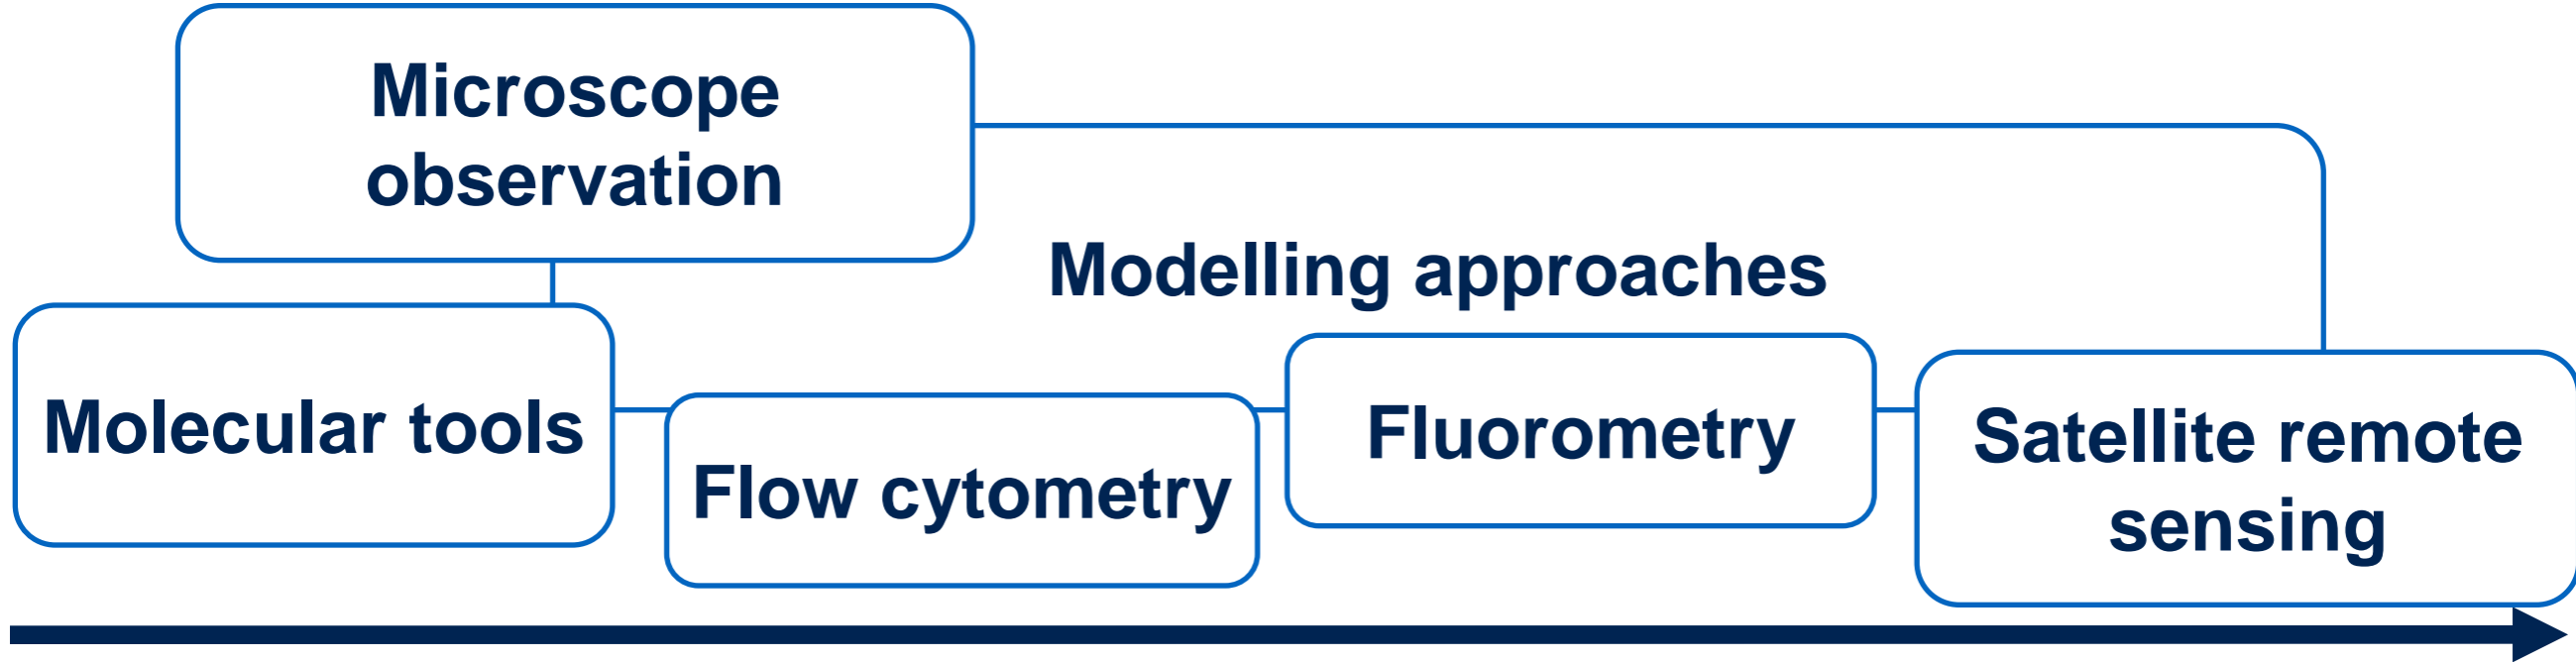 Microscope
observation
Modelling approaches
Molecular tools
Flow cytometry
Fluorometry
Satellite remote
sensing